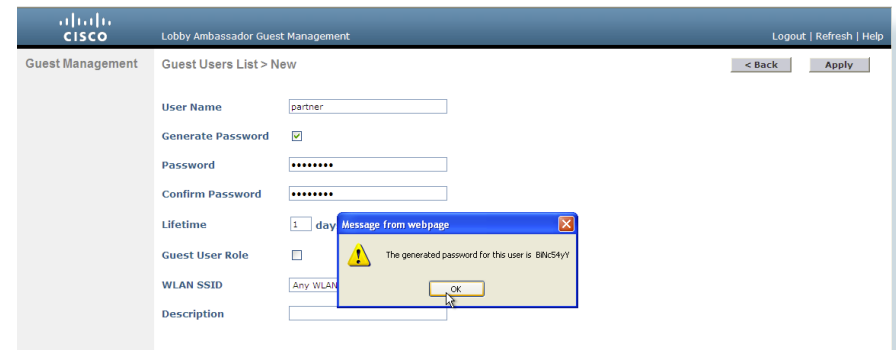 CISCO
Lobby Ambassador Guest Management
Logout | Refresh | Help
Guest Management
Guest Users List > New
< Back
Apply
User Name
partner
Generate Password
Password
••••••••
Confirm Password
••••••••
Lifetime
1 day
Message from webpage
The generated password for this user is BiNc54yY
OK
Guest User Role
WLAN SSID
Any WLAN
Description